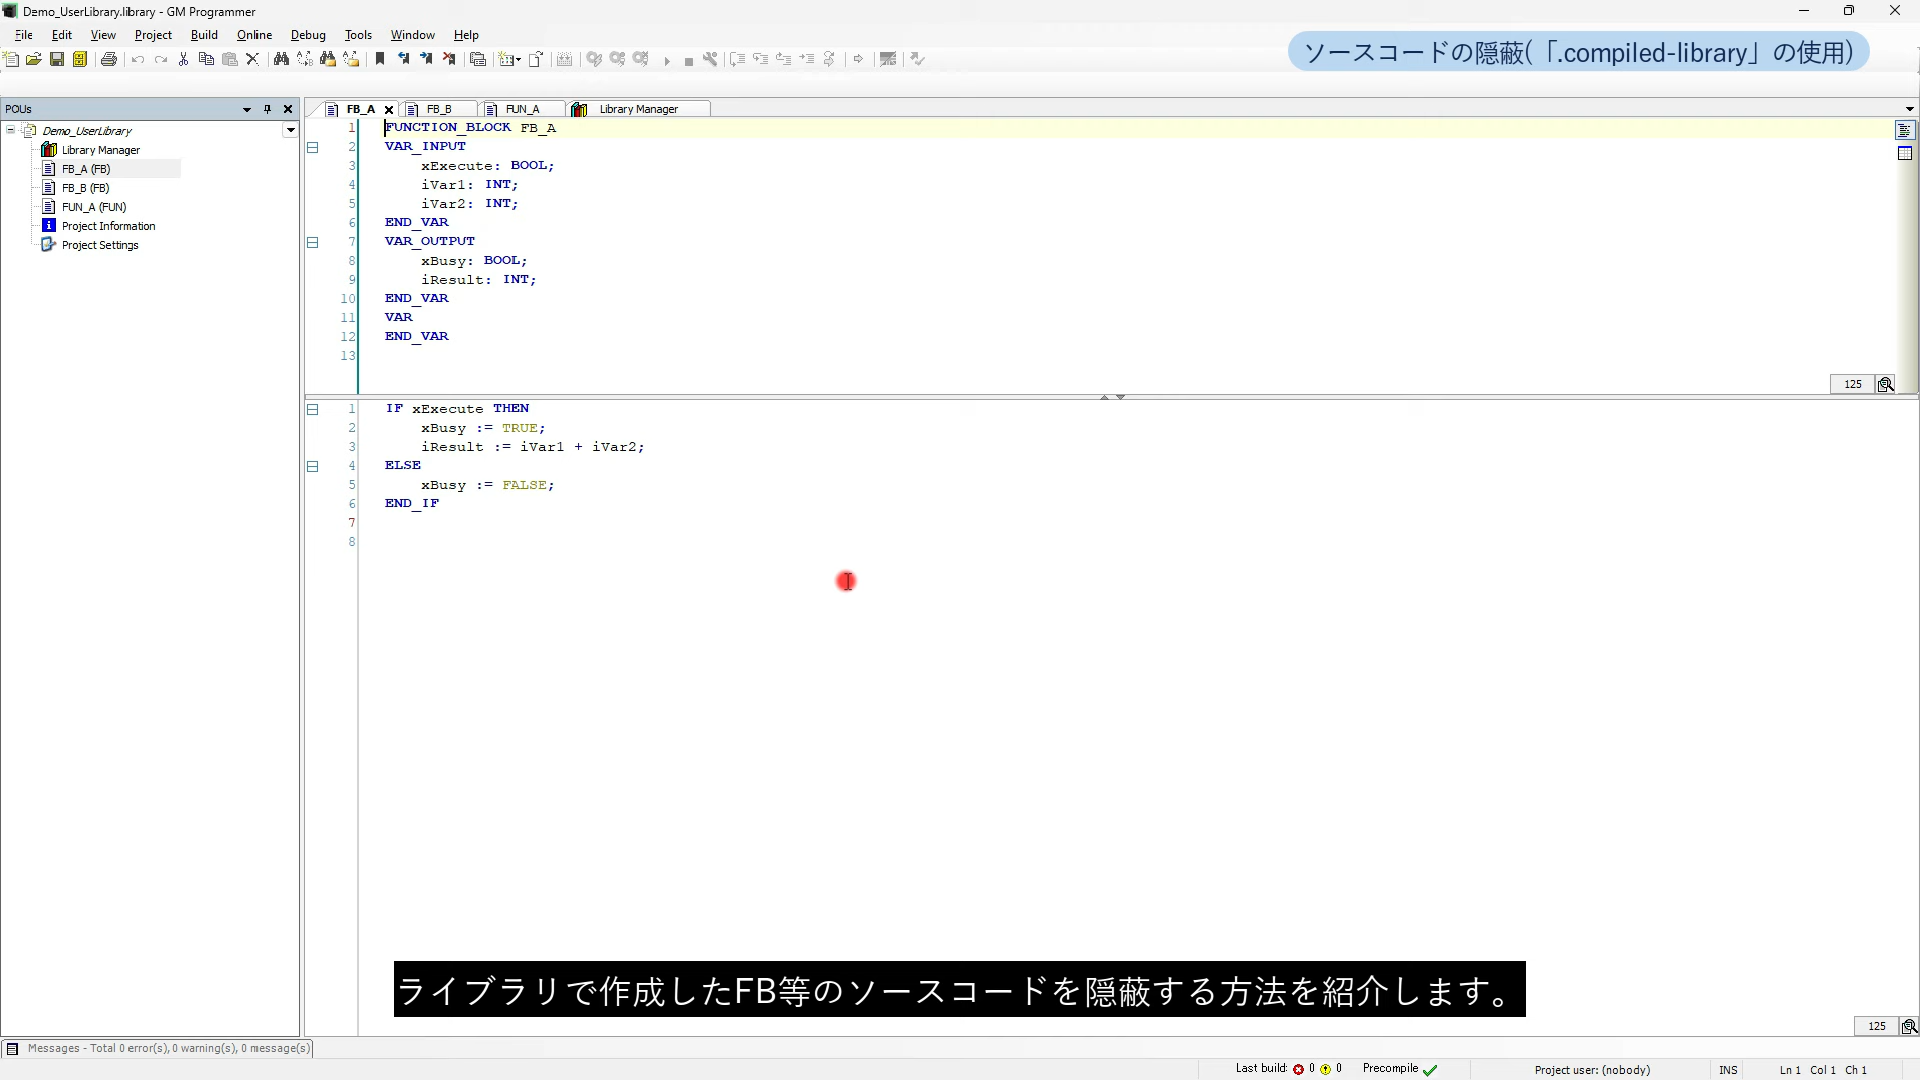 Demo_UserLibrary.library - GM Programmer
File Edit View Project Build Online Debug Tools Window Help
ソースコードの隠蔽(「.compiled-library」の使用)
POUs
Demo_UserLibrary
Library Manager
FB_A (FB)
FB_B (FB)
FUN_A (FUN)
Project Information
Project Settings
FB_A FB_B FUN_A Library Manager
1 FUNCTION_BLOCK FB_A
2 VAR_INPUT
3 xExecute: BOOL;
4 iVar1: INT;
5 iVar2: INT;
6 END_VAR
7 VAR_OUTPUT
8 xBusy: BOOL;
9 iResult: INT;
10 END_VAR
11 VAR
12 END_VAR
13
125
1 IF xExecute THEN
2 xBusy := TRUE;
3 iResult := iVar1 + iVar2;
4 ELSE
5 xBusy := FALSE;
6 END_IF
7
8
ライブラリで作成したFB等のソースコードを隠蔽する方法を紹介します。
125
Messages - Total 0 error(s), 0 warning(s), 0 message(s)
Last build: 0 0 Precompile Project user: (nobody) INS Ln 1 Col 1 Ch 1